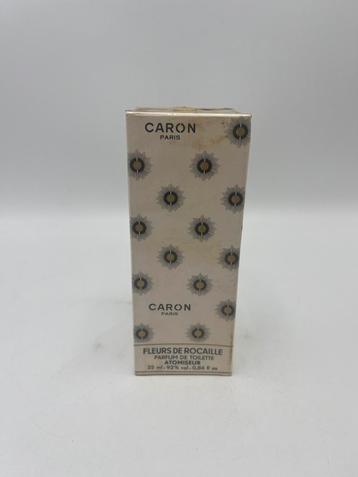 CARON
PARIS
CARON
PARIS
FLEURS DE ROCAILLE
PARFUM DE TOILETTE
ATOMISEUR
25 ml - 92% vol - 0,84 fl oz